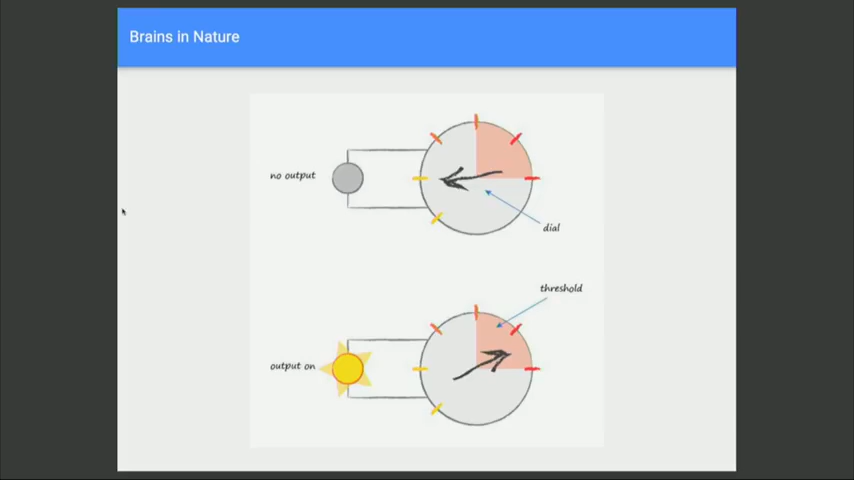 Brains in Nature
no output
dial
threshold
output on